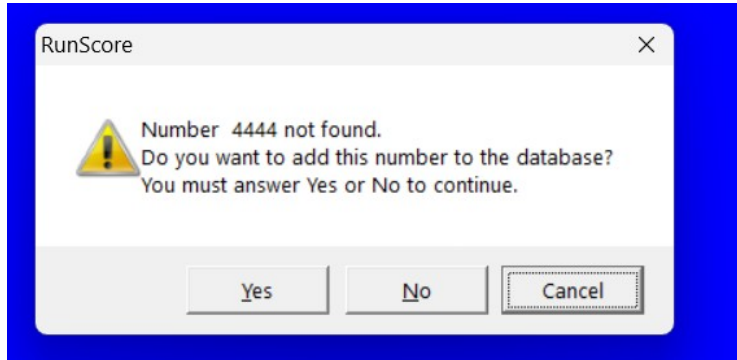 RunScore
Number 4444 not found.
Do you want to add this number to the database?
You must answer Yes or No to continue.
Yes No Cancel